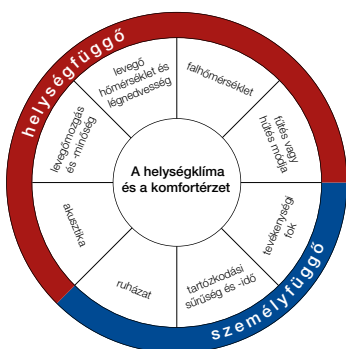 helységfüggő
levegő
hőmérséklet és
légnedvesség
falhőmérséklet
levegőmozgás
és -minőség
fűtés vagy
hűtés módja
A helységklíma
és a komfortérzet
akusztika
tevékenységi
fok
ruházat
tartózkodási
sűrűség és -idő
személyfüggő